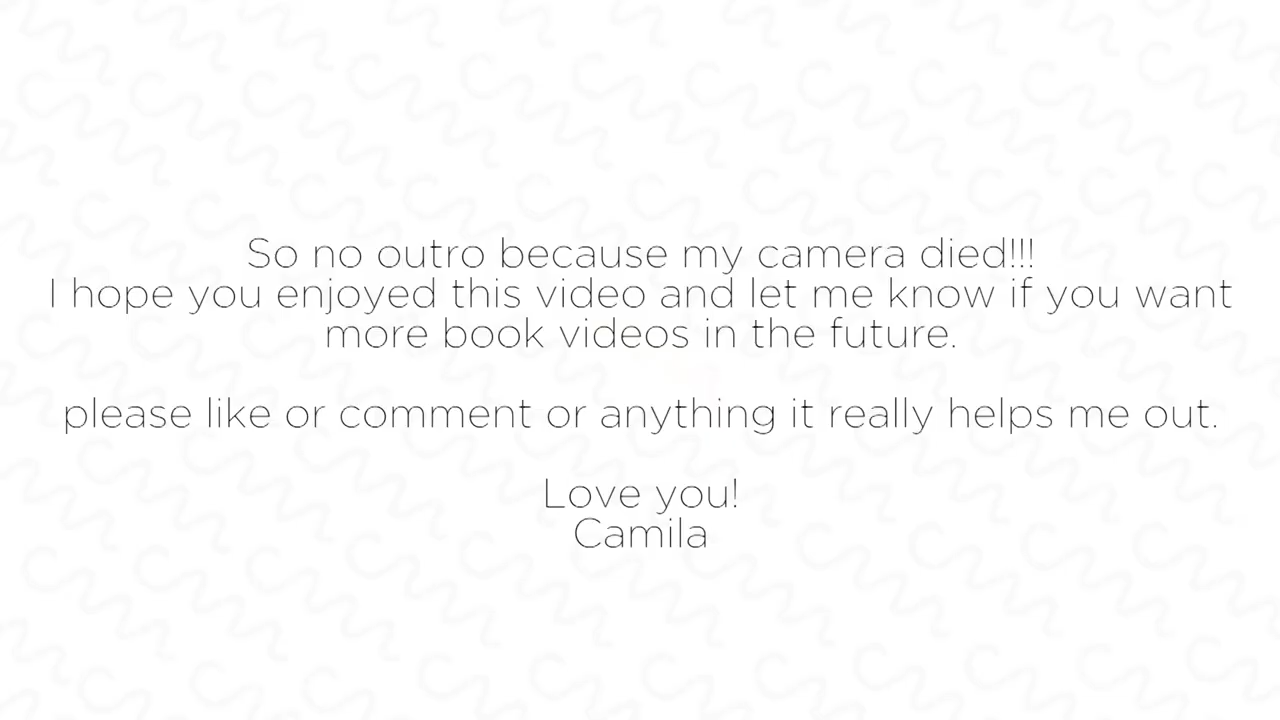 So no outro because my camera died!!!
I hope you enjoyed this video and let me know if you want
more book videos in the future.
please like or comment or anything it really helps me out.
Love you!
Camila